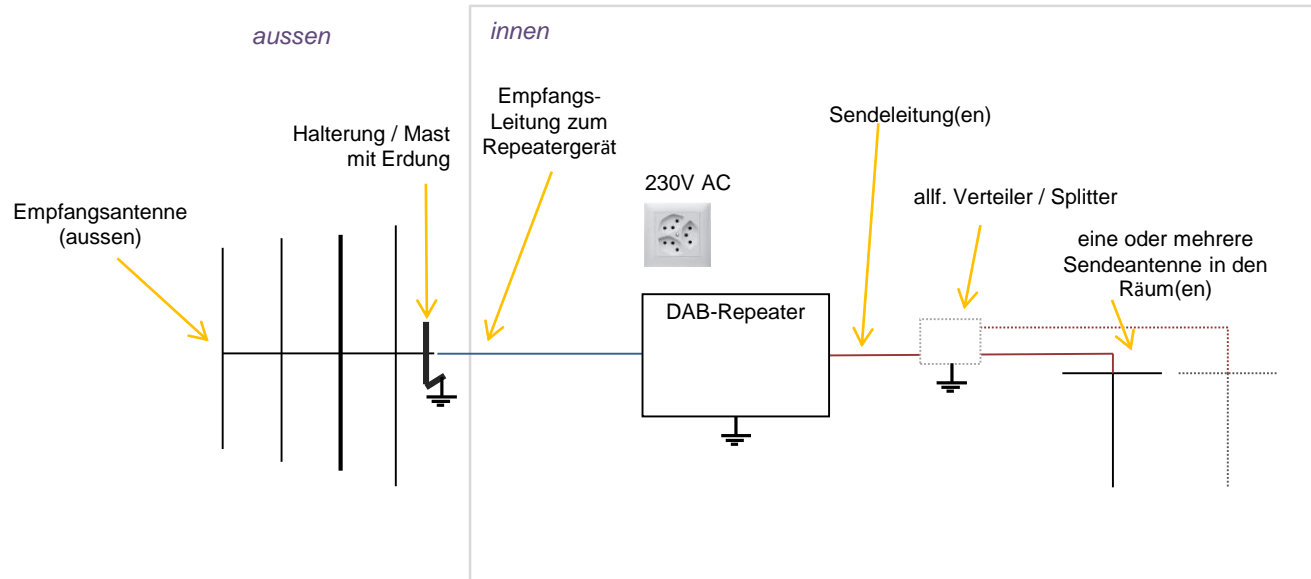 aussen
innen
Empfangs-
Leitung zum
Repeatergerät
Halterung / Mast
mit Erdung
Sendeleitung(en)
230V AC
allf. Verteiler / Splitter
Empfangsantenne
(aussen)
eine oder mehrere
Sendeantenne in den
Räum(en)
DAB-Repeater